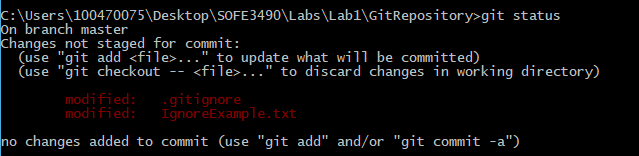 C:\Users\100470075\Desktop\SOFE3490\Labs\Lab1\GitRepository>git status
On branch master
Changes not staged for commit:
  (use "git add <file>..." to update what will be committed)
  (use "git checkout -- <file>..." to discard changes in working directory)
        modified:   .gitignore
        modified:   IgnoreExample.txt
no changes added to commit (use "git add" and/or "git commit -a")